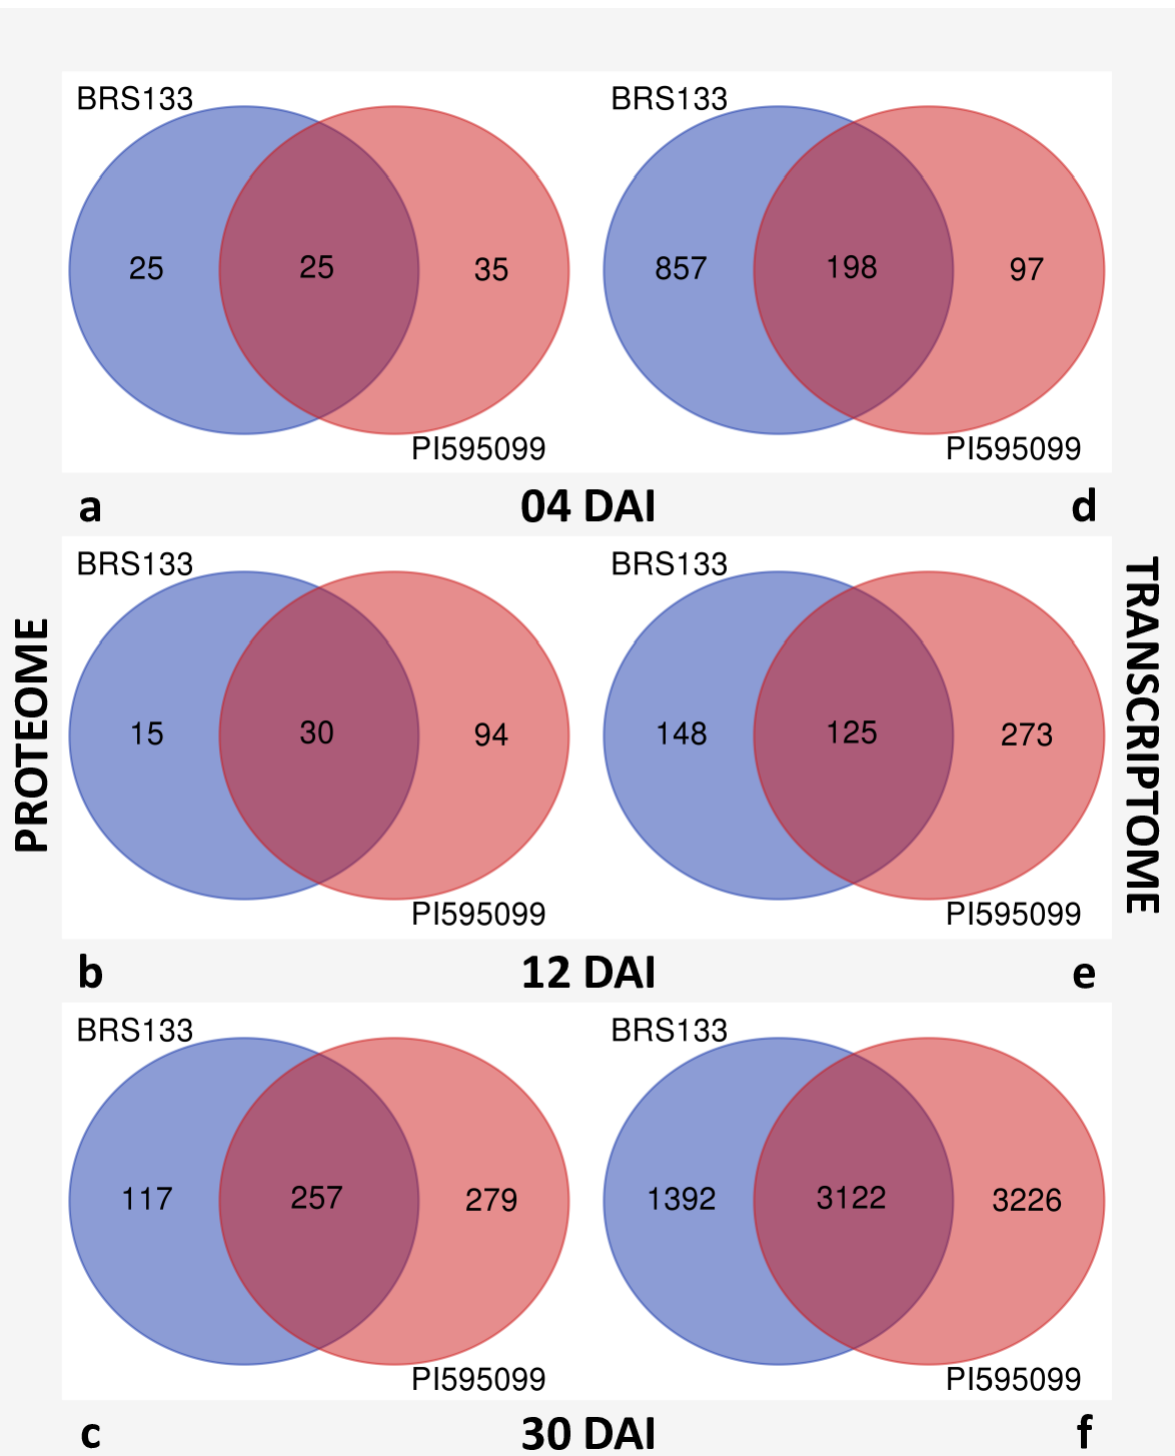 BRS133
BRS133
25
25
35
857
198
97
PI595099
PI595099
a
04 DAI
d
BRS133
BRS133
PROTEOME
TRANSCRIPTOME
15
30
94
148
125
273
PI595099
PI595099
b
12 DAI
e
BRS133
BRS133
117
257
279
1392
3122
3226
PI595099
PI595099
c
30 DAI
f